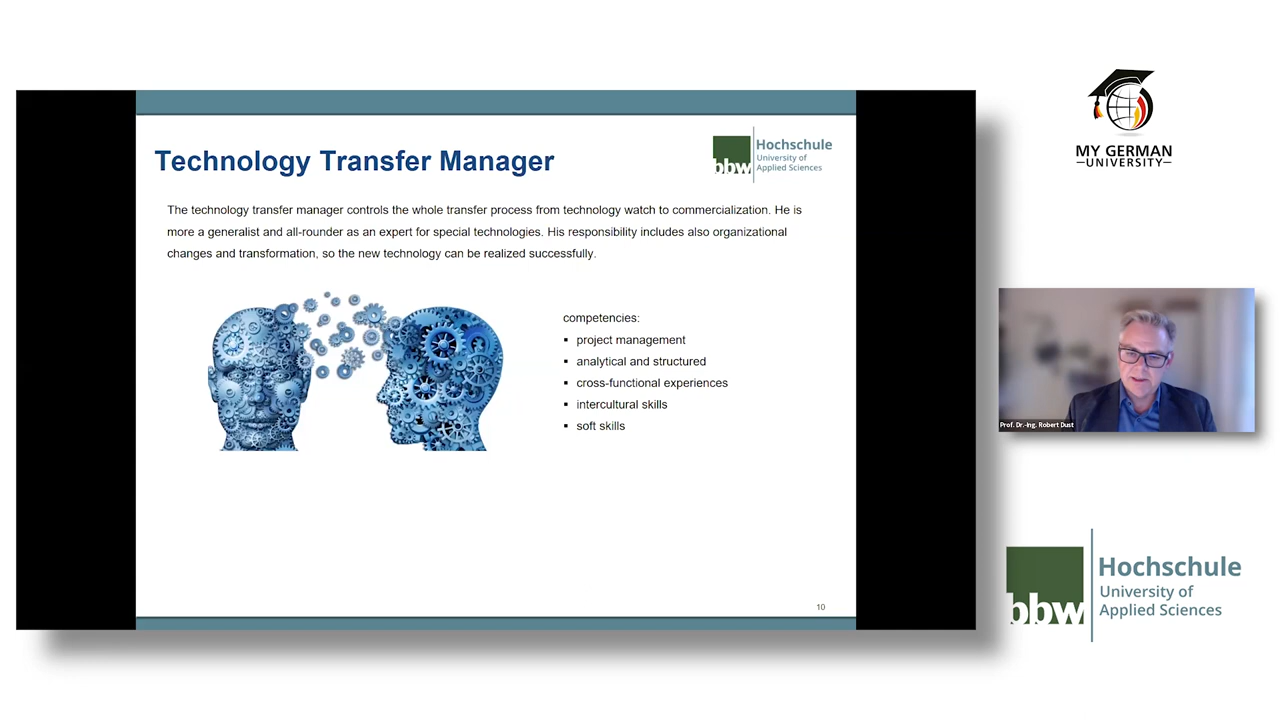 Technology Transfer Manager
bbw
Hochschule
University of
Applied Sciences
The technology transfer manager controls the whole transfer process from technology watch to commercialization. He is
more a generalist and all-rounder as an expert for special technologies. His responsibility includes also organizational
changes and transformation, so the new technology can be realized successfully.
competencies:
▪ project management
▪ analytical and structured
▪ cross-functional experiences
▪ intercultural skills
▪ soft skills
10
MY GERMAN
UNIVERSITY
Prof. Dr.-Ing. Robert Dust
bbw
Hochschule
University of
Applied Sciences